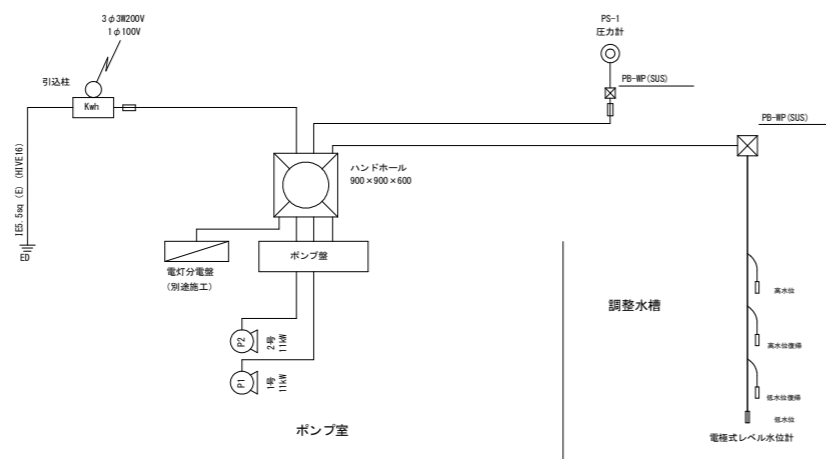 3φ3W200V
1φ100V
引込柱
Kwh
IE5.5sq (E) (HIVE16)
ED
PS-1
圧力計
PB-WP(SUS)
PB-WP(SUS)
ハンドホール
900×900×600
電灯分電盤
(別途施工)
ポンプ盤
P2
2号
11kW
P1
1号
11kW
ポンプ室
調整水槽
高水位
高水位復帰
低水位復帰
低水位
電極式レベル水位計